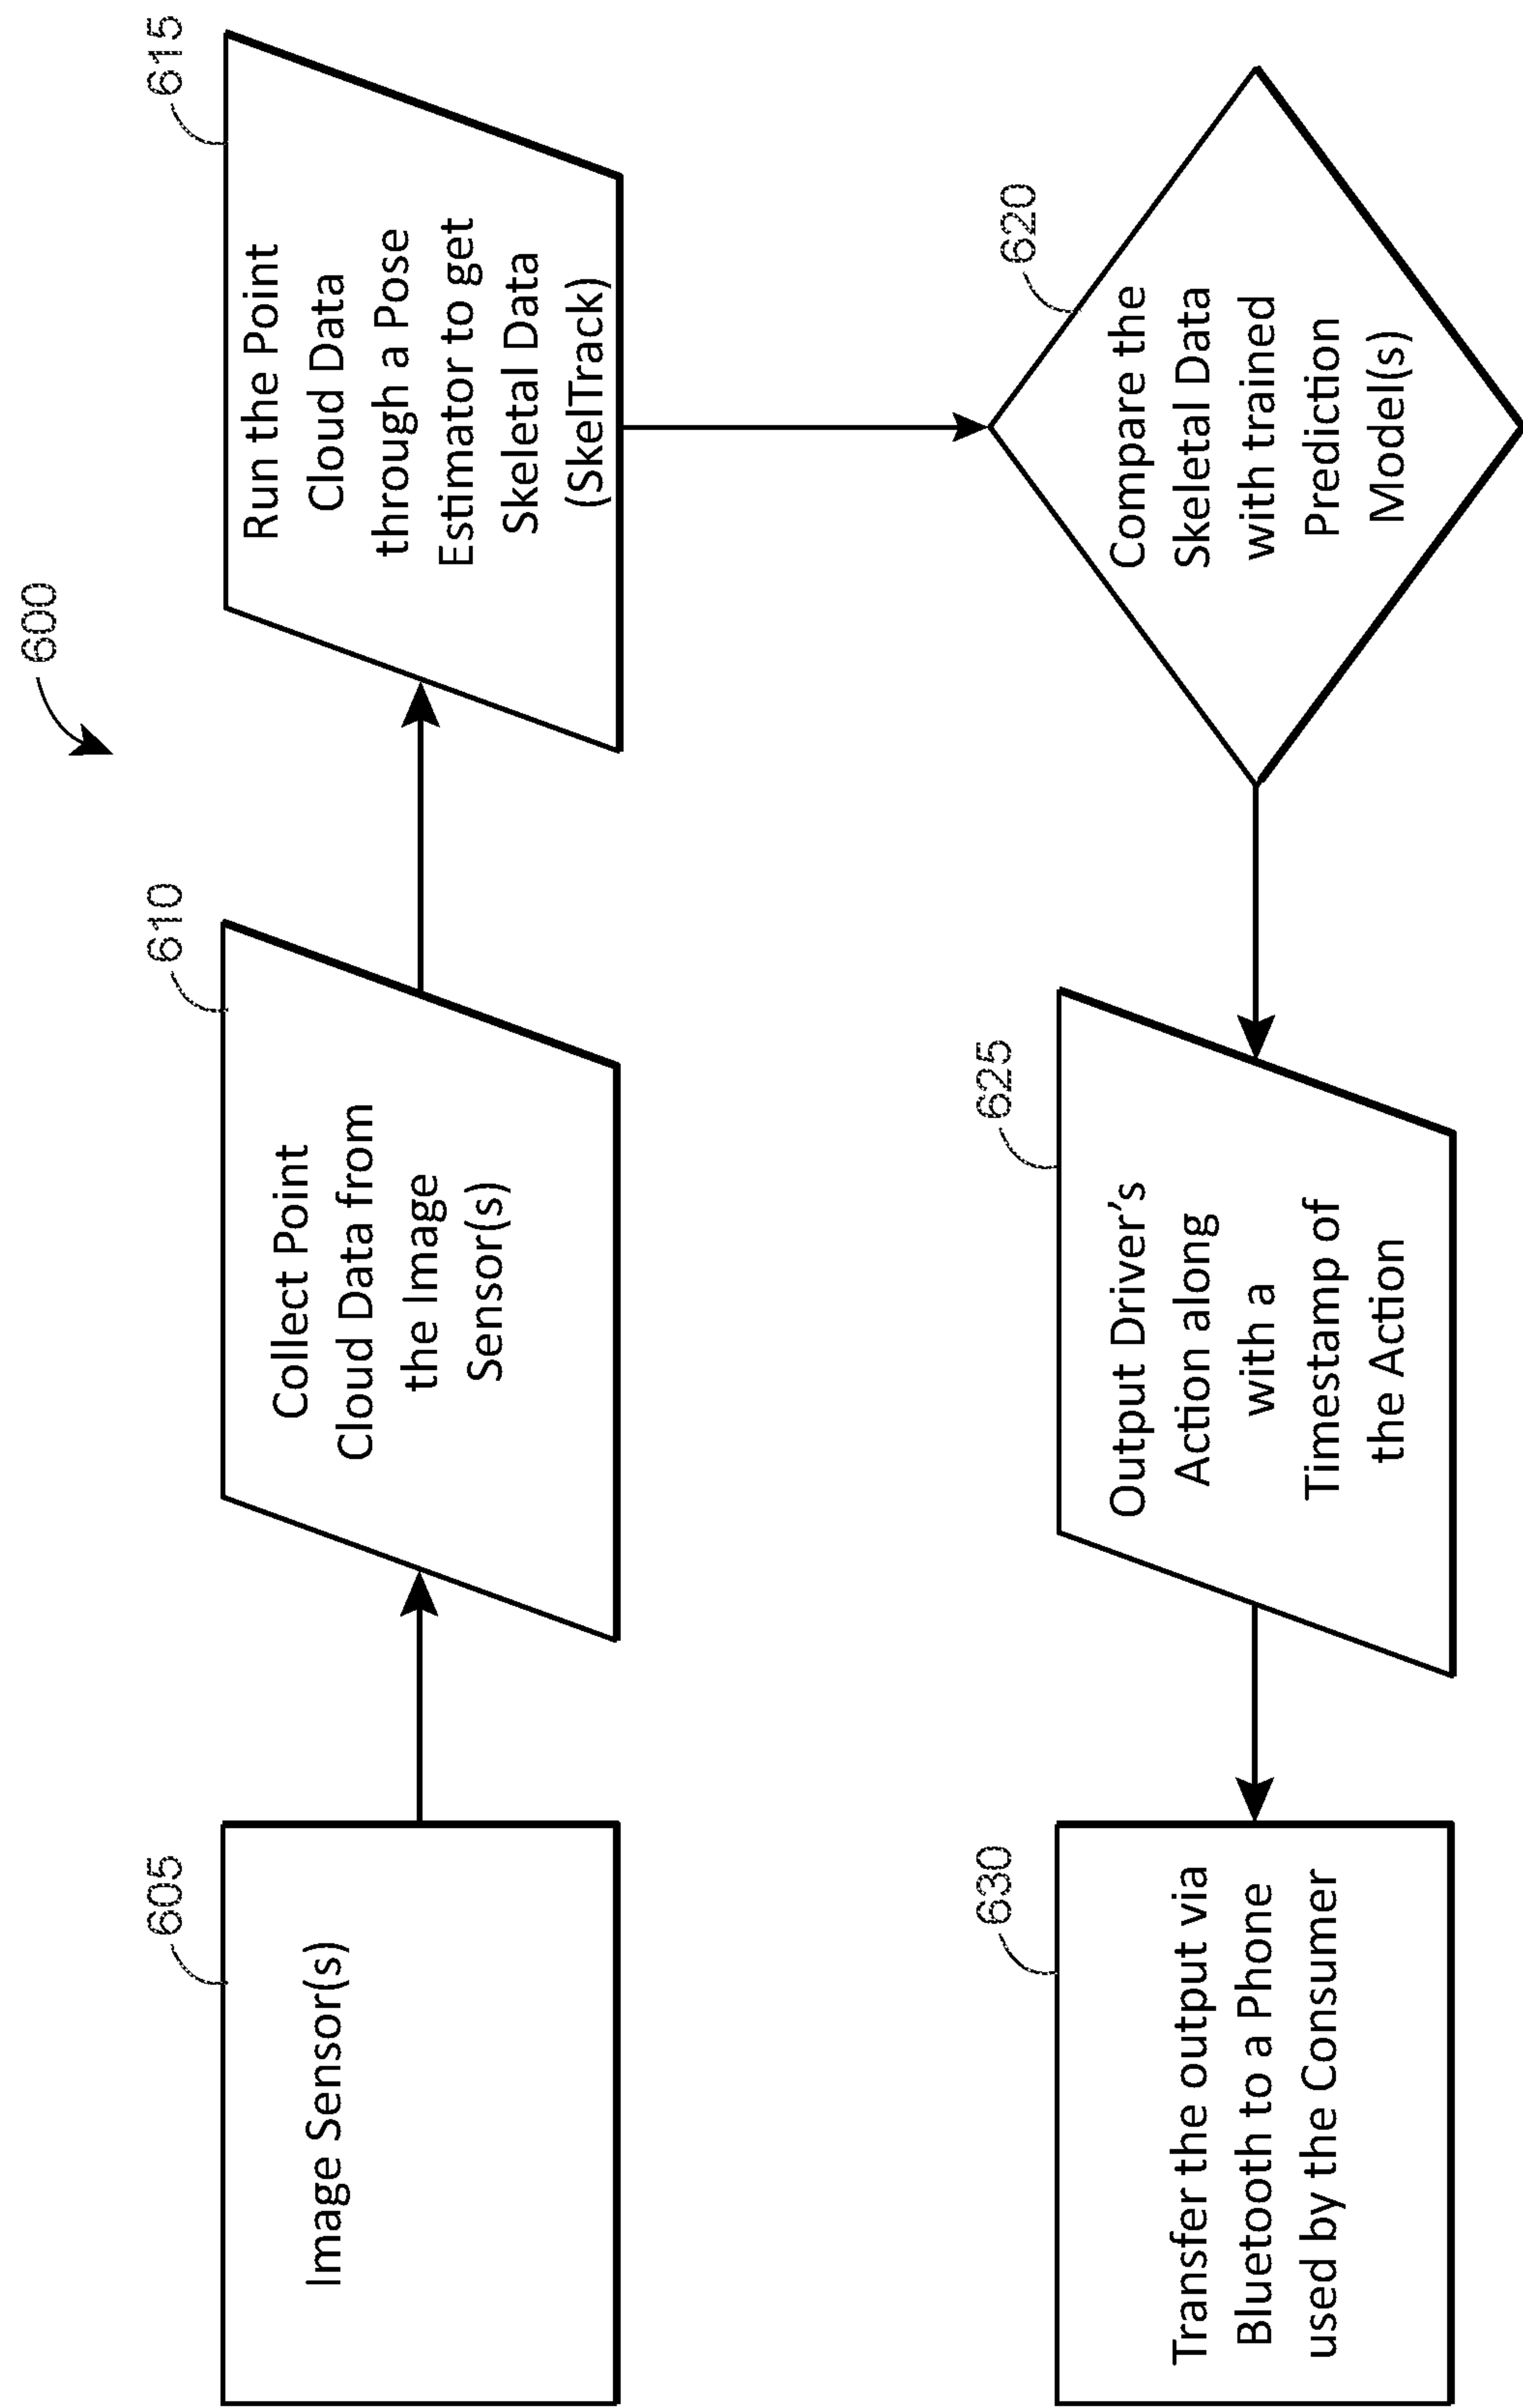 600
605
Image Sensor(s)
610
Collect Point
Cloud Data from
the Image
Sensor(s)
615
Run the Point
Cloud Data
through a Pose
Estimator to get
Skeletal Data
(SkelTrack)
620
Compare the
Skeletal Data
with trained
Prediction
Model(s)
625
Output Driver's
Action along
with a
Timestamp of
the Action
630
Transfer the output via
Bluetooth to a Phone
used by the Consumer